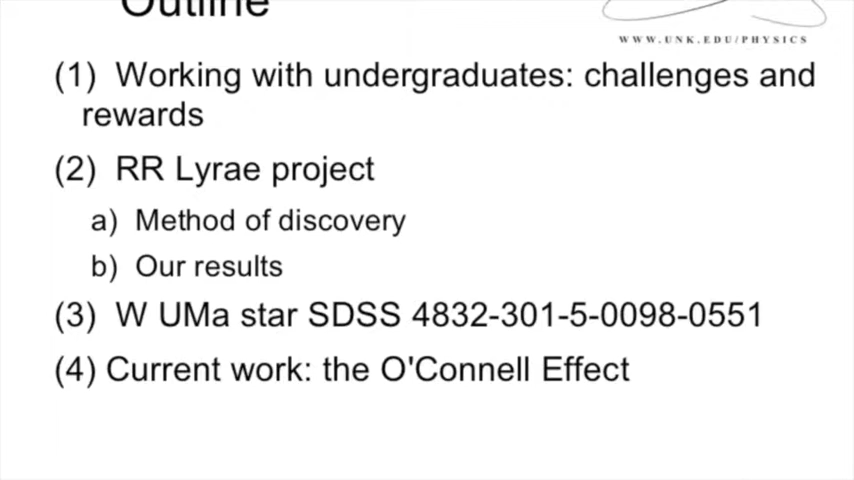 Outline
WWW.UNK.EDU/PHYSICS
(1) Working with undergraduates: challenges and
rewards
(2) RR Lyrae project
a) Method of discovery
b) Our results
(3) W UMa star SDSS 4832-301-5-0098-0551
(4) Current work: the O'Connell Effect